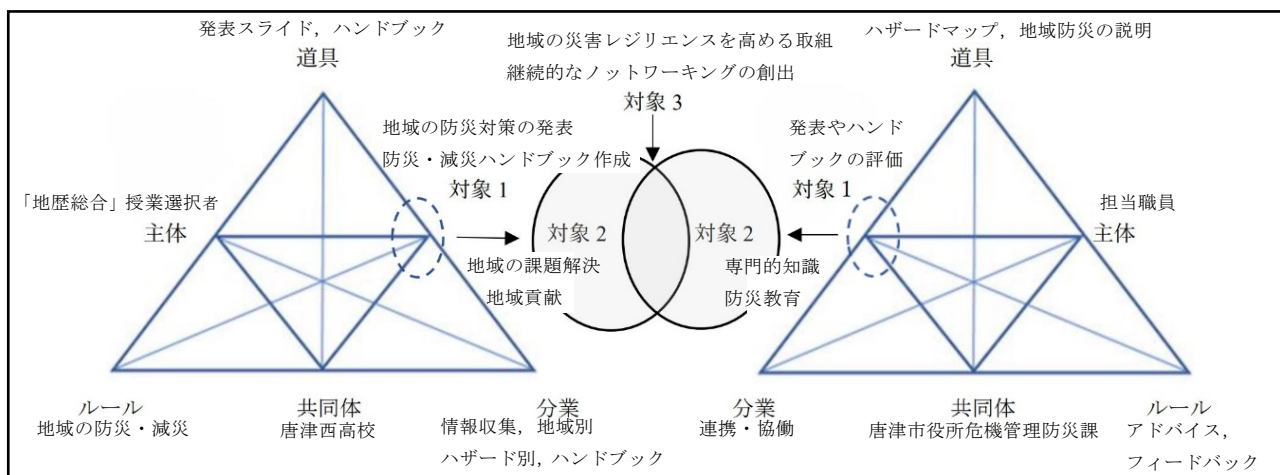 発表スライド，ハンドブック
道具
地域の災害レジリエンスを高める取組
継続的なノットワーキングの創出
対象 3
ハザードマップ，地域防災の説明
道具
地域の防災対策の発表
防災・減災ハンドブック作成
対象 1
発表やハンド
ブックの評価
対象 1
「地歴総合」授業選択者
主体
担当職員
主体
対象 2
対象 2
地域の課題解決
地域貢献
専門的知識
防災教育
ルール
地域の防災・減災
共同体
唐津西高校
分業
情報収集，地域別
ハザード別，ハンドブック
分業
連携・協働
共同体
唐津市役所危機管理防災課
ルール
アドバイス，
フィードバック